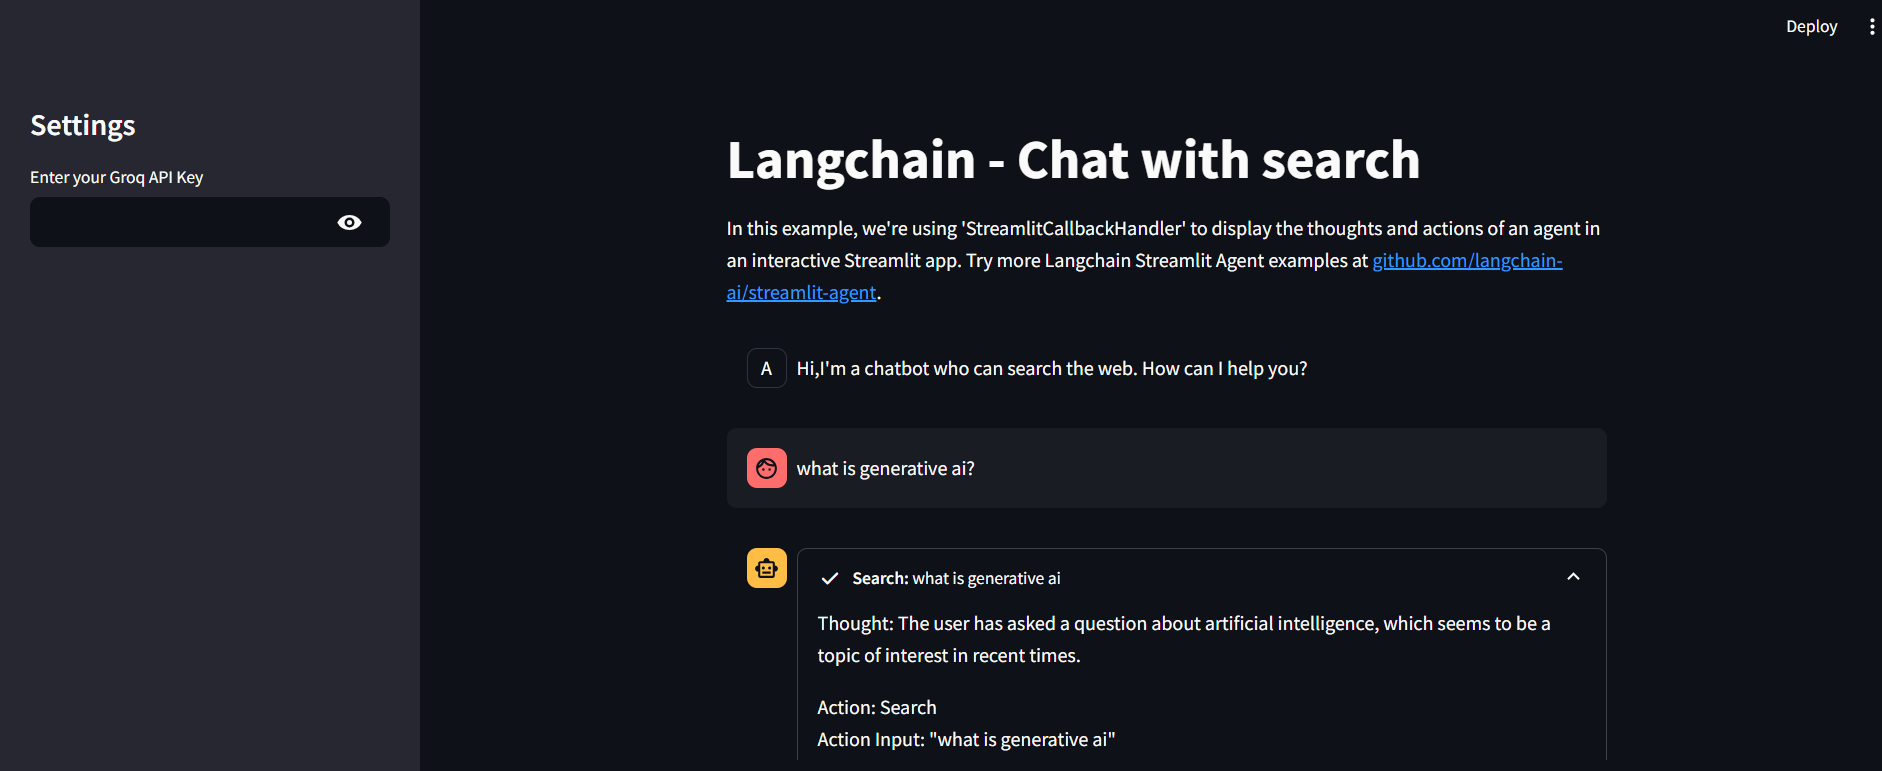 Deploy
Settings
Enter your Groq API Key
Langchain - Chat with search
In this example, we're using 'StreamlitCallbackHandler' to display the thoughts and actions of an agent in
an interactive Streamlit app. Try more Langchain Streamlit Agent examples at github.com/langchain-
ai/streamlit-agent.
A
Hi,I'm a chatbot who can search the web. How can I help you?
what is generative ai?
Search: what is generative ai
Thought: The user has asked a question about artificial intelligence, which seems to be a
topic of interest in recent times.
Action: Search
Action Input: "what is generative ai"